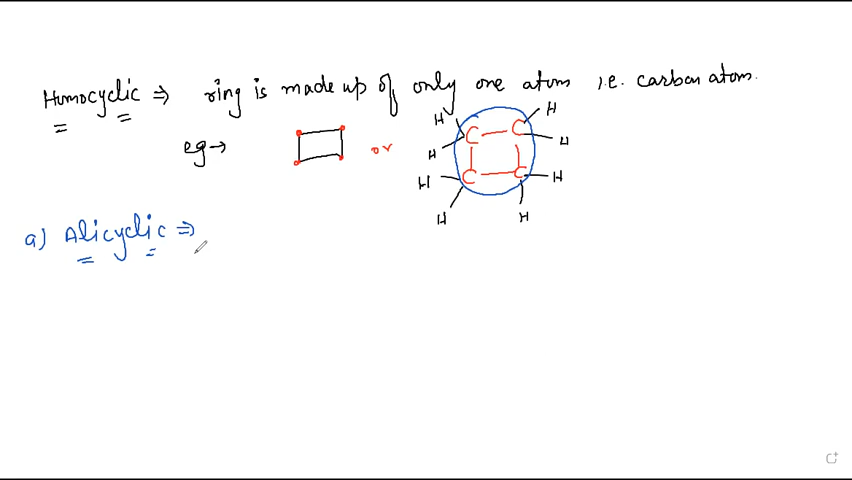 Homocyclic ⇒ ring is made up of only one atom i.e. carbon atom.
eg → or
H H
C C
H H
H C C H
H H
a) Alicyclic ⇒